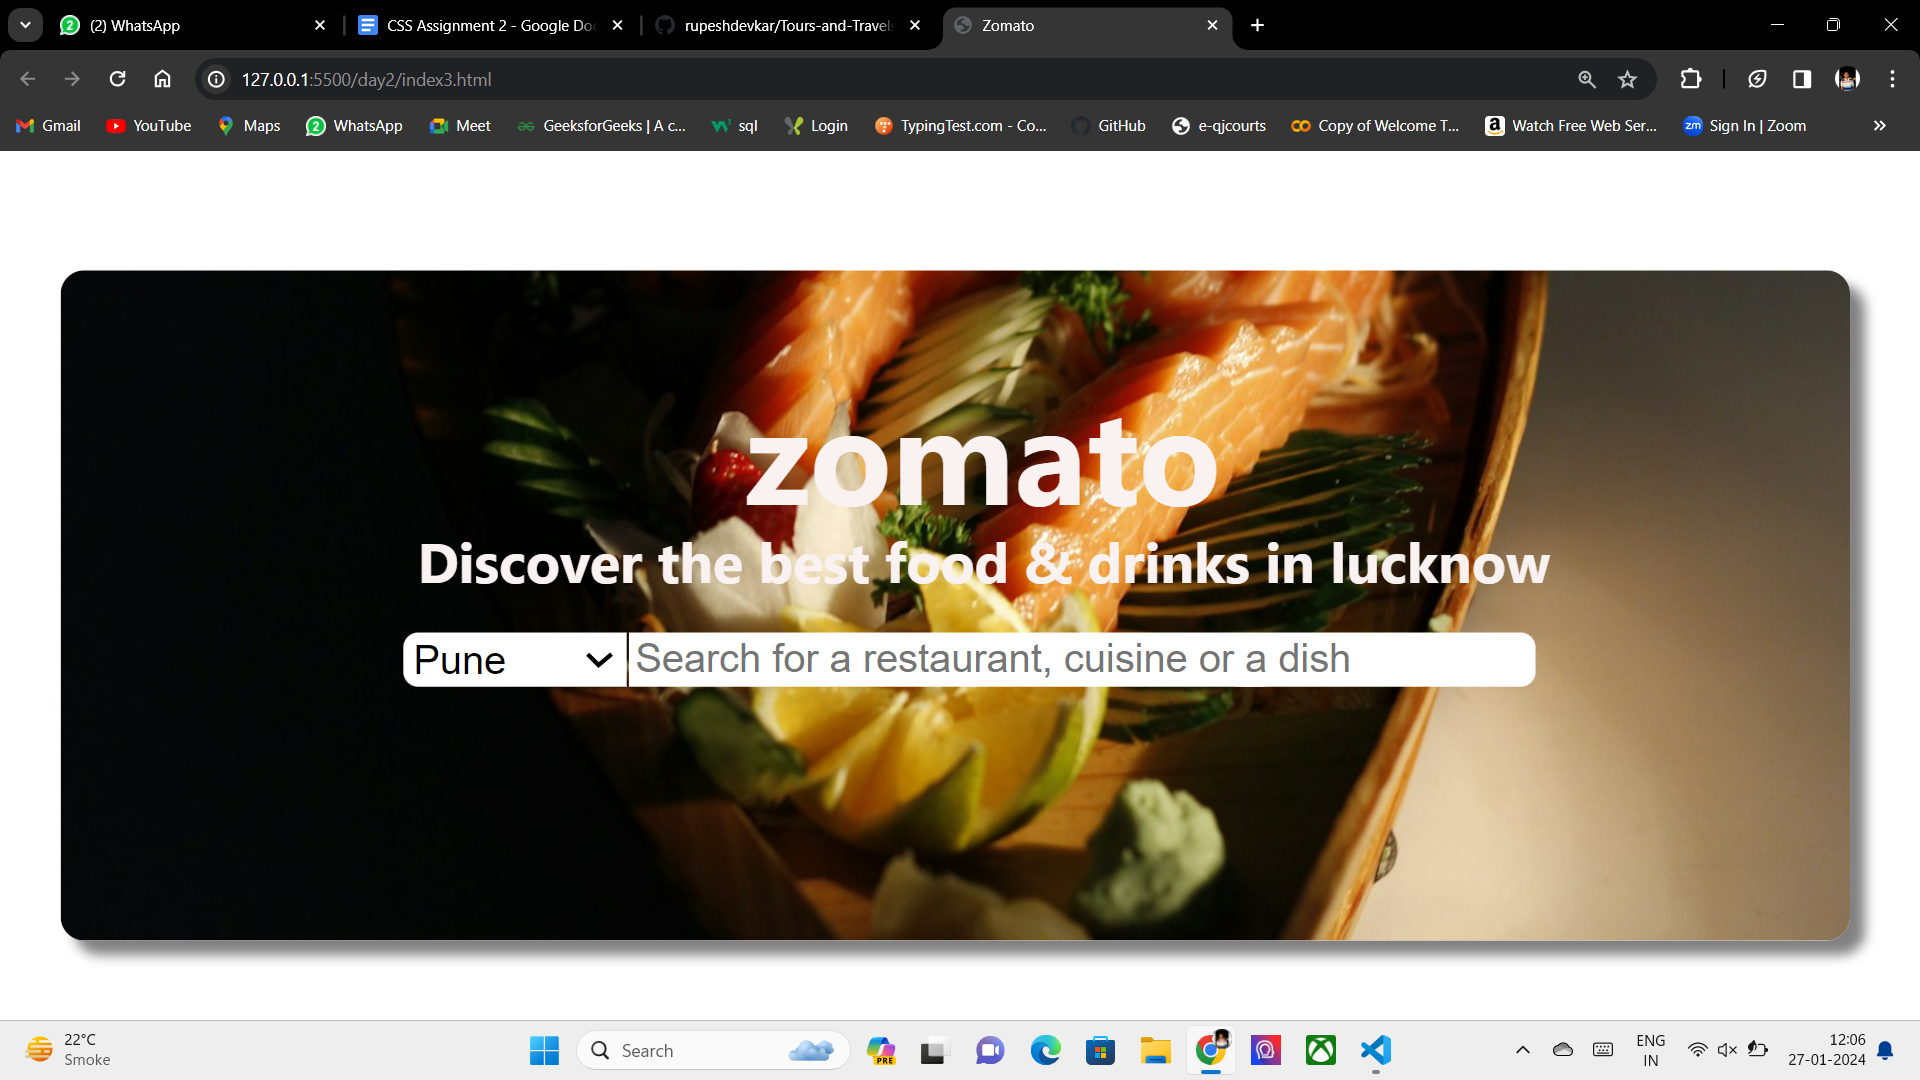 (2) WhatsApp
CSS Assignment 2 - Google Do
rupeshdevkar/Tours-and-Travels
Zomato
127.0.0.1:5500/day2/index3.html
Gmail
YouTube
Maps
WhatsApp
Meet
GeeksforGeeks | A c...
sql
Login
TypingTest.com - Co...
GitHub
e-qjcourts
Copy of Welcome T...
Watch Free Web Ser...
zm
Sign In | Zoom
zomato
Discover the best food & drinks in lucknow
Pune
Search for a restaurant, cuisine or a dish
22°C
Smoke
Search
PRE
ENG
IN
12:06
27-01-2024